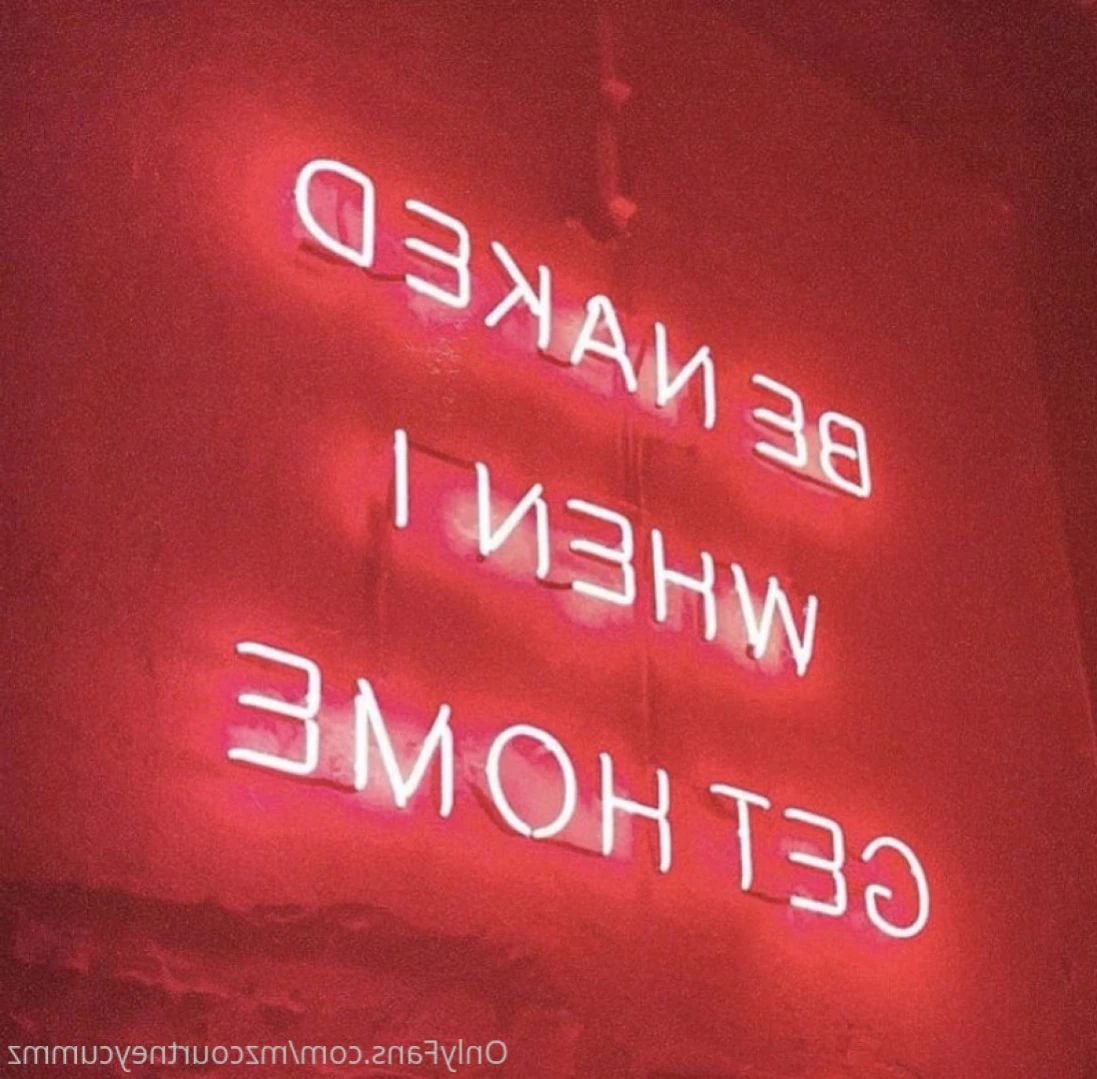 BE NAKED
WHEN I
GET HOME
OnlyFans.com/mzcourtneycummz